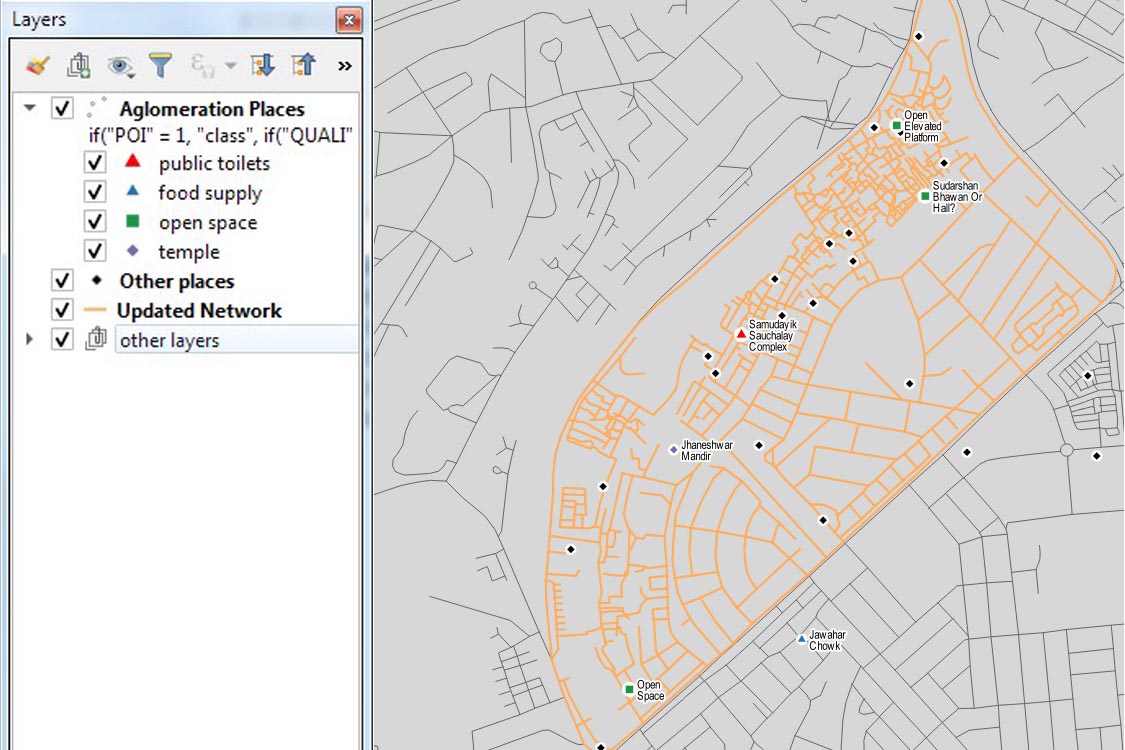 Layers
»
Aglomeration Places
if("POI" = 1, "class", if("QUALI"
public toilets
food supply
open space
temple
Other places
Updated Network
other layers
Open
Elevated
Platform
Sudarshan
Bhawan Or
Hall?
Samudayik
Sauchalay
Complex
Jhaneshwar
Mandir
Jawahar
Chowk
Open
Space